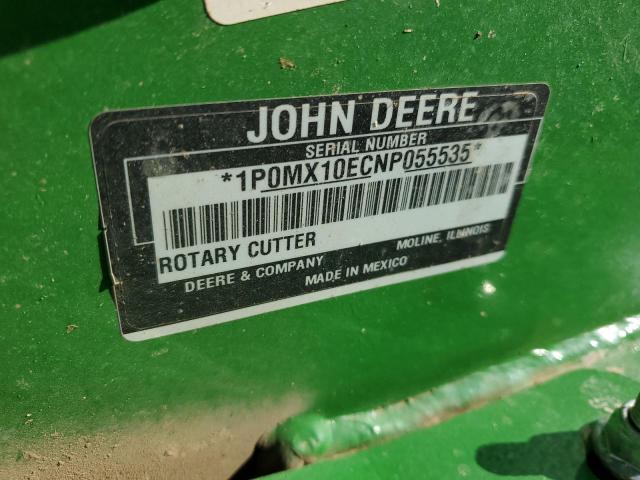 JOHN DEERE
SERIAL NUMBER
*1P0MX10ECNP055535*
ROTARY CUTTER
DEERE & COMPANY MOLINE, ILLINOIS
MADE IN MEXICO